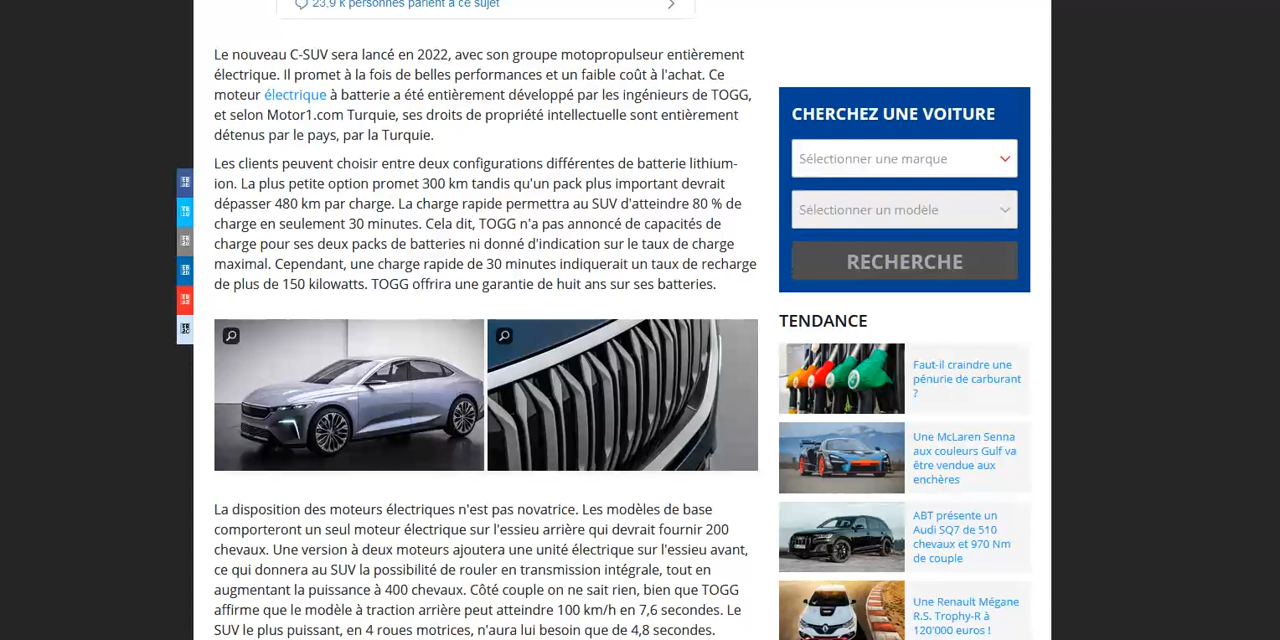 23,9 k personnes parlent à ce sujet
Le nouveau C-SUV sera lancé en 2022, avec son groupe motopropulseur entièrement
électrique. Il promet à la fois de belles performances et un faible coût à l'achat. Ce
moteur électrique à batterie a été entièrement développé par les ingénieurs de TOGG,
et selon Motor1.com Turquie, ses droits de propriété intellectuelle sont entièrement
détenus par le pays, par la Turquie.
Les clients peuvent choisir entre deux configurations différentes de batterie lithium-
ion. La plus petite option promet 300 km tandis qu'un pack plus important devrait
dépasser 480 km par charge. La charge rapide permettra au SUV d'atteindre 80 % de
charge en seulement 30 minutes. Cela dit, TOGG n'a pas annoncé de capacités de
charge pour ses deux packs de batteries ni donné d'indication sur le taux de charge
maximal. Cependant, une charge rapide de 30 minutes indiquerait un taux de recharge
de plus de 150 kilowatts. TOGG offrira une garantie de huit ans sur ses batteries.
La disposition des moteurs électriques n'est pas novatrice. Les modèles de base
comporteront un seul moteur électrique sur l'essieu arrière qui devrait fournir 200
chevaux. Une version à deux moteurs ajoutera une unité électrique sur l'essieu avant,
ce qui donnera au SUV la possibilité de rouler en transmission intégrale, tout en
augmentant la puissance à 400 chevaux. Côté couple on ne sait rien, bien que TOGG
affirme que le modèle à traction arrière peut atteindre 100 km/h en 7,6 secondes. Le
SUV le plus puissant, en 4 roues motrices, n'aura lui besoin que de 4,8 secondes.
CHERCHEZ UNE VOITURE
Sélectionner une marque
Sélectionner un modèle
RECHERCHE
TENDANCE
Faut-il craindre une
pénurie de carburant
?
Une McLaren Senna
aux couleurs Gulf va
être vendue aux
enchères
ABT présente un
Audi SQ7 de 510
chevaux et 970 Nm
de couple
Une Renault Mégane
R.S. Trophy-R à
120'000 euros !